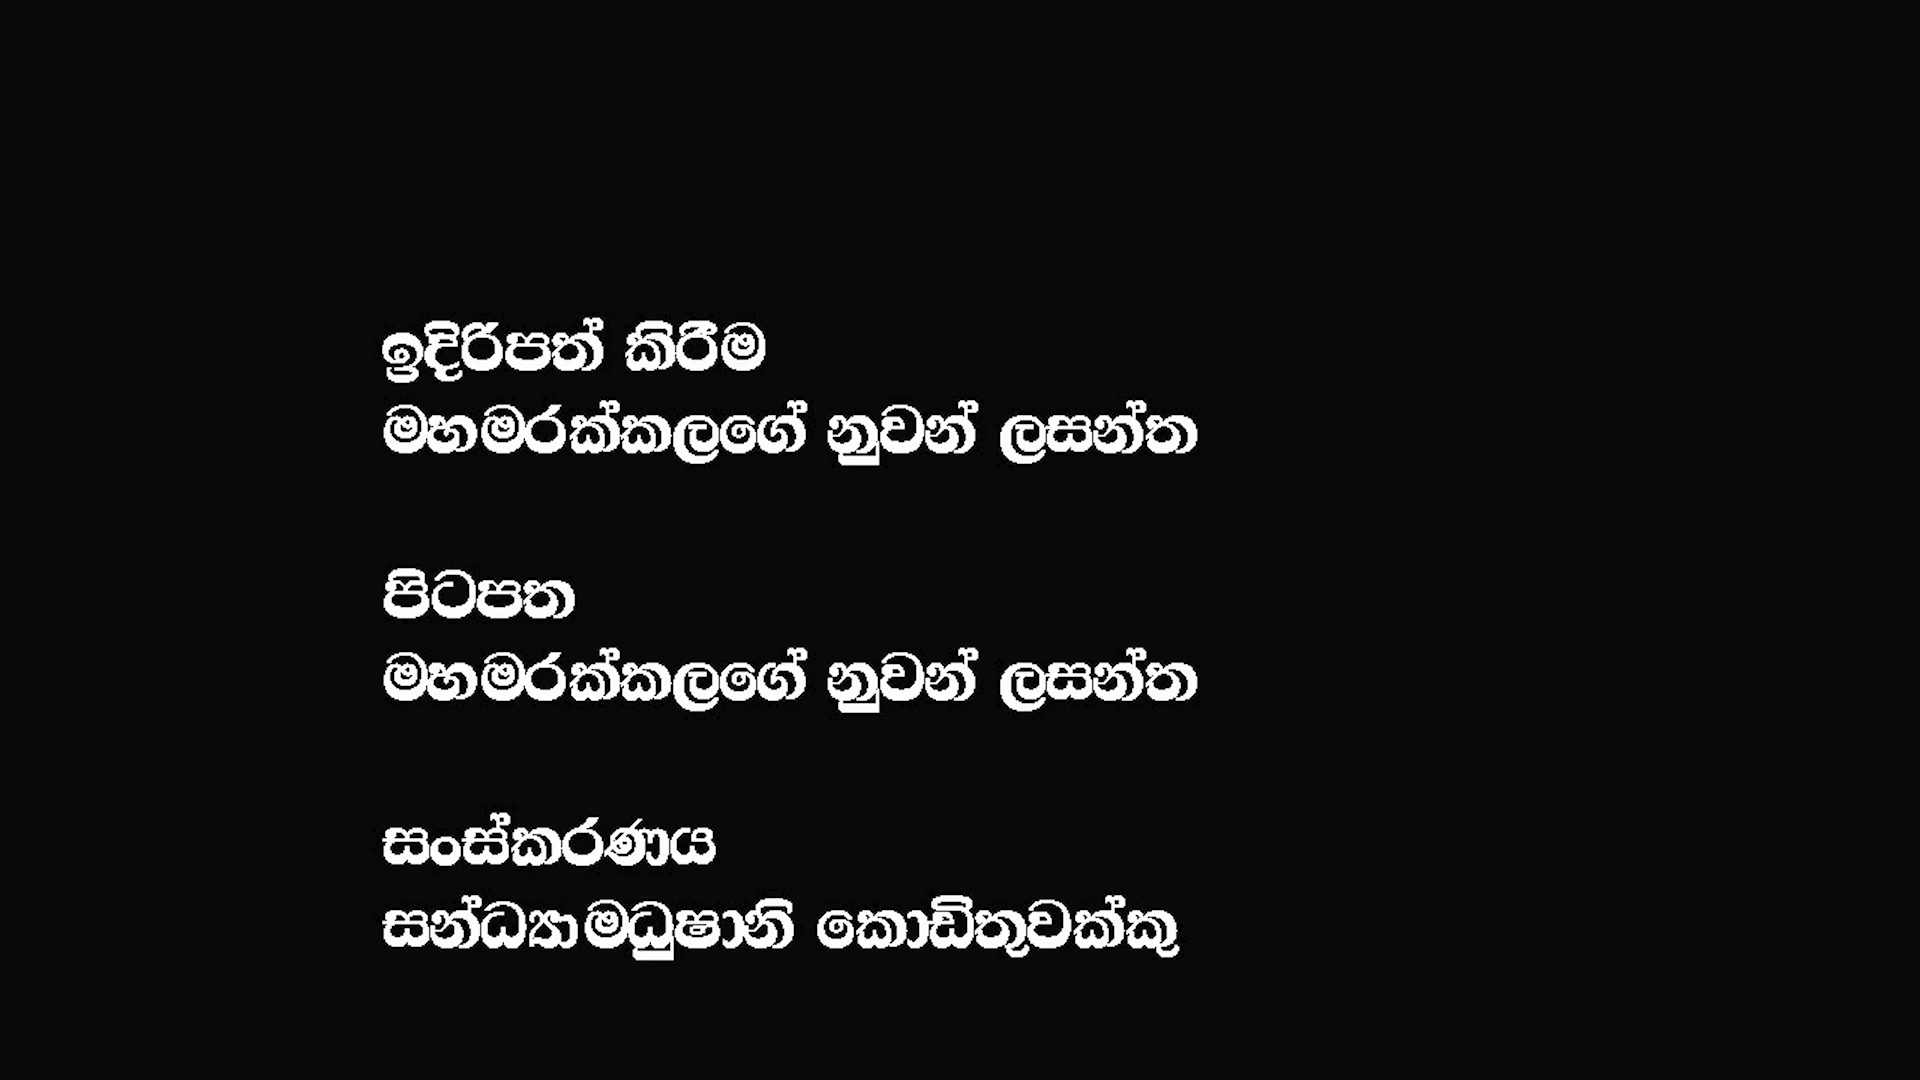 ඉදිරිපත් කිරීම
මහමරක්කලගේ නුවන් ලසන්ත
පිටපත
මහමරක්කලගේ නුවන් ලසන්ත
සංස්කරණය
සන්ධ්‍යාමධුෂානි කොඩිතුවක්කු